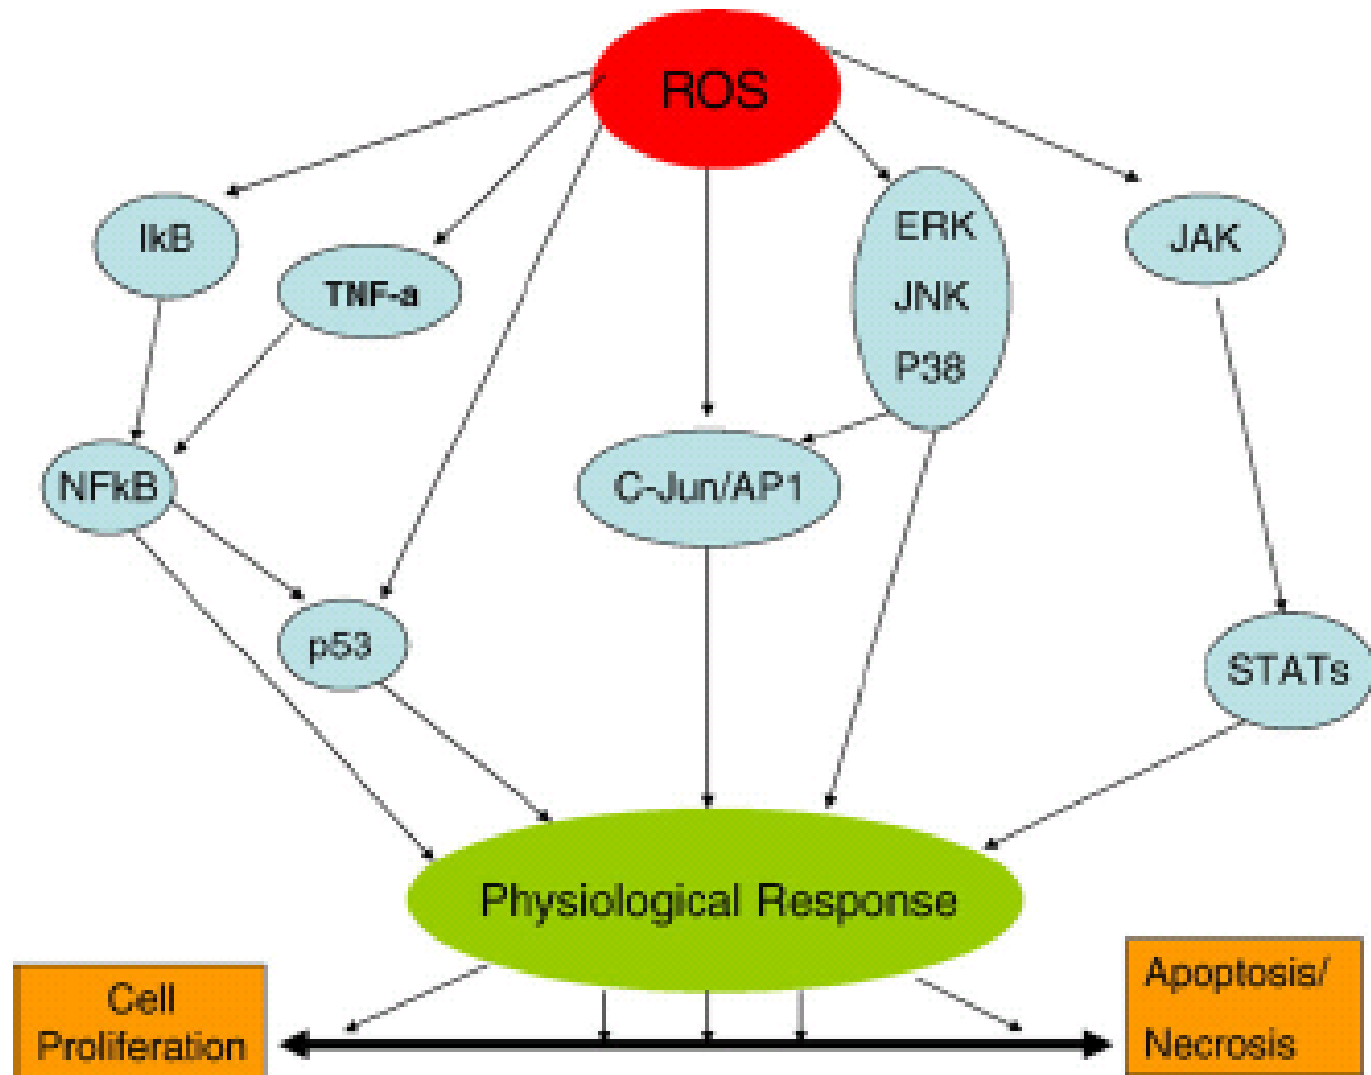 ROS
IkB
TNF-a
ERK
JNK
P38
JAK
NFkB
C-Jun/AP1
p53
STATs
Physiological Response
Cell
Proliferation
Apoptosis/
Necrosis